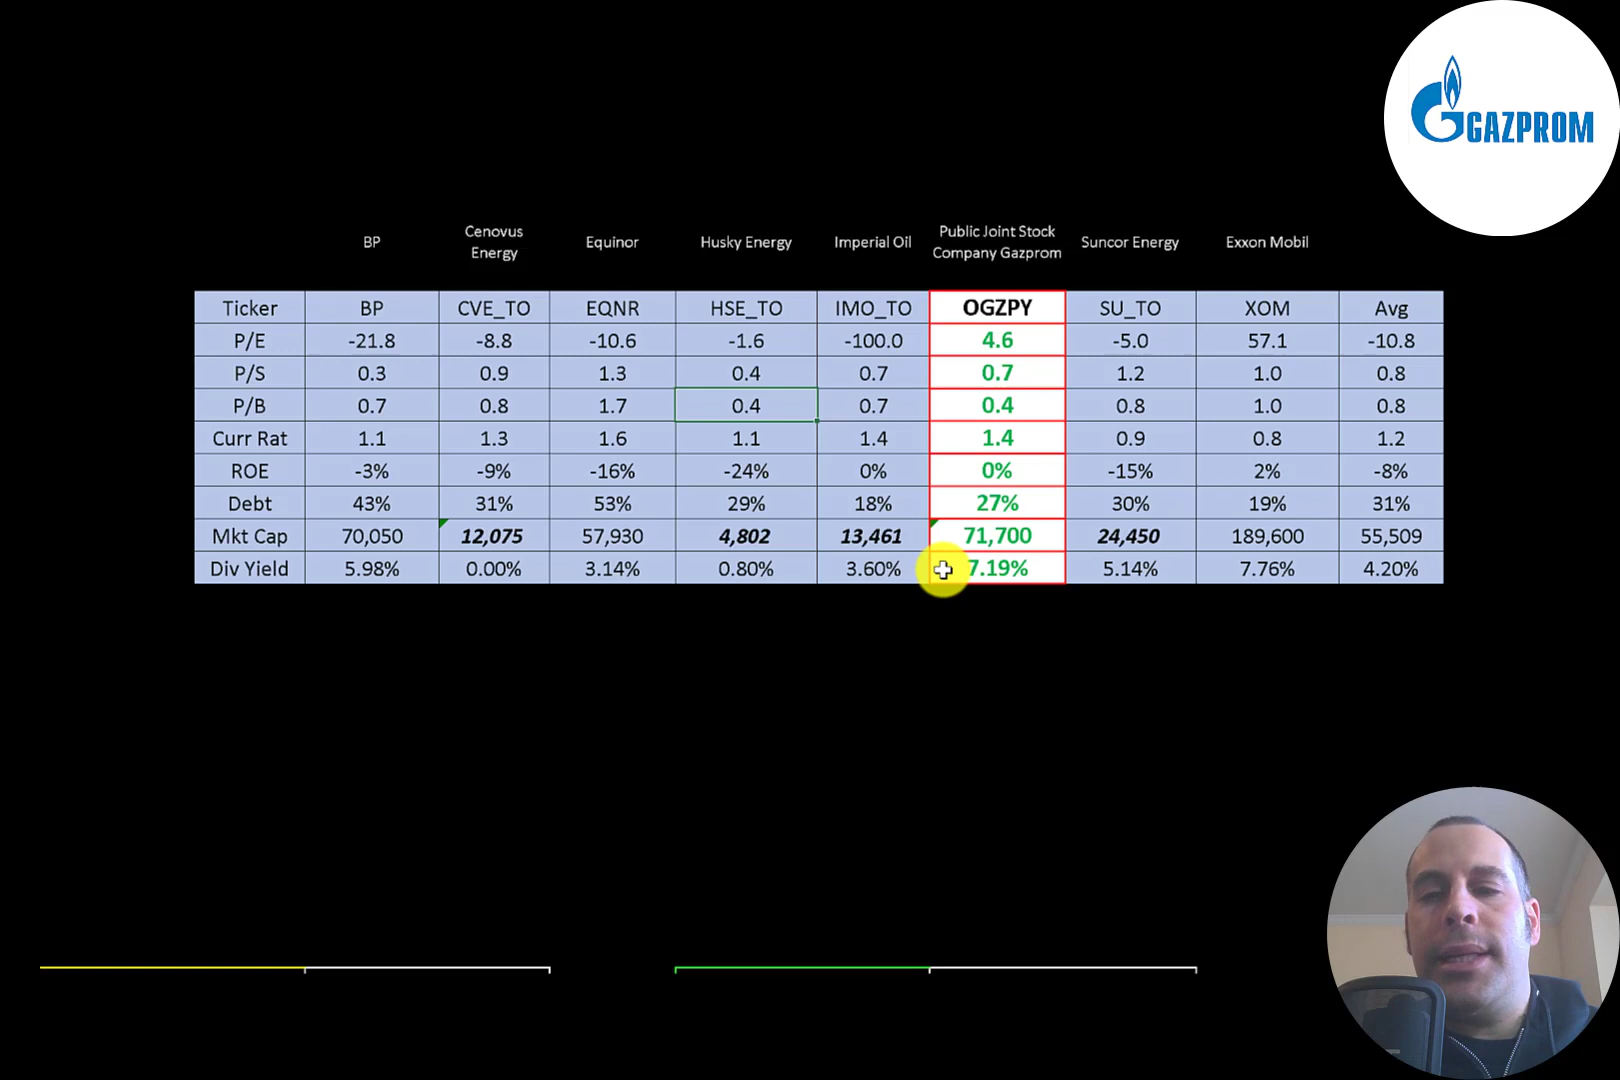 GAZPROM
BP
Cenovus
Energy
Equinor
Husky Energy
Imperial Oil
Public Joint Stock
Company Gazprom
Suncor Energy
Exxon Mobil
Ticker BP CVE_TO EQNR HSE_TO IMO_TO OGZPY SU_TO XOM Avg
P/E -21.8 -8.8 -10.6 -1.6 -100.0 4.6 -5.0 57.1 -10.8
P/S 0.3 0.9 1.3 0.4 0.7 0.7 1.2 1.0 0.8
P/B 0.7 0.8 1.7 0.4 0.7 0.4 0.8 1.0 0.8
Curr Rat 1.1 1.3 1.6 1.1 1.4 1.4 0.9 0.8 1.2
ROE -3% -9% -16% -24% 0% 0% -15% 2% -8%
Debt 43% 31% 53% 29% 18% 27% 30% 19% 31%
Mkt Cap 70,050 12,075 57,930 4,802 13,461 71,700 24,450 189,600 55,509
Div Yield 5.98% 0.00% 3.14% 0.80% 3.60% 7.19% 5.14% 7.76% 4.20%